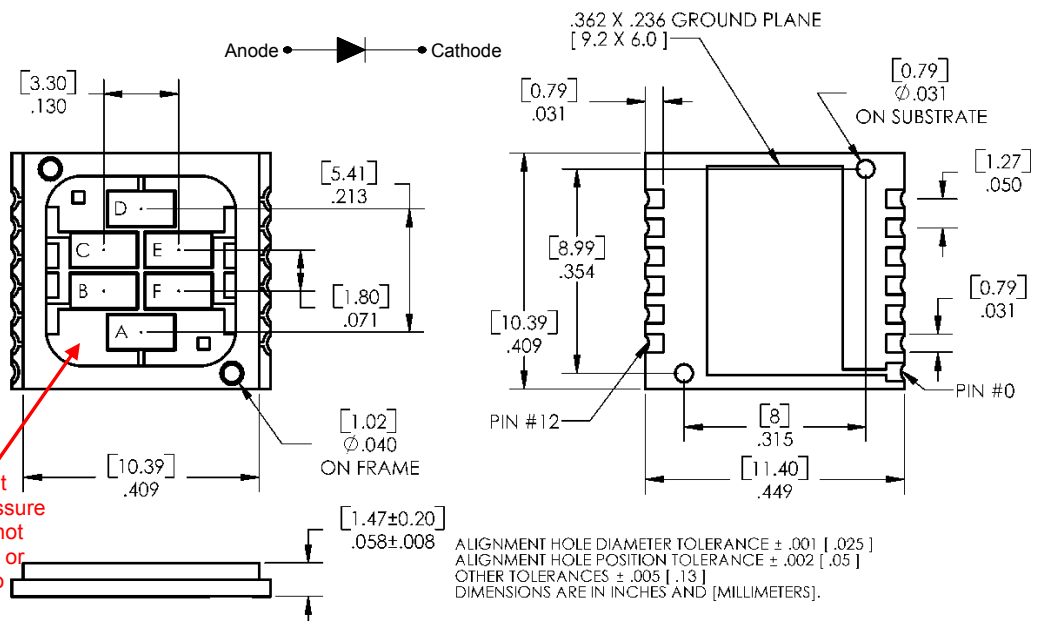 Anode
Cathode
[3.30]
.130
[5.41]
.213
D
C
E
B
F
A
[1.80]
.071
[1.02]
Ø.040
ON FRAME
[10.39]
.409
not
or
[1.47±0.20]
.058±.008
.362 X .236 GROUND PLANE
[ 9.2 X 6.0 ]
[0.79]
.031
[0.79]
Ø.031
ON SUBSTRATE
[1.27]
.050
[8.99]
.354
[10.39]
.409
[0.79]
.031
PIN #12
PIN #0
[8]
.315
[11.40]
.449
ALIGNMENT HOLE DIAMETER TOLERANCE ± .001 [ .025 ]
ALIGNMENT HOLE POSITION TOLERANCE ± .002 [ .05 ]
OTHER TOLERANCES ± .005 [ .13 ]
DIMENSIONS ARE IN INCHES AND [MILLIMETERS].